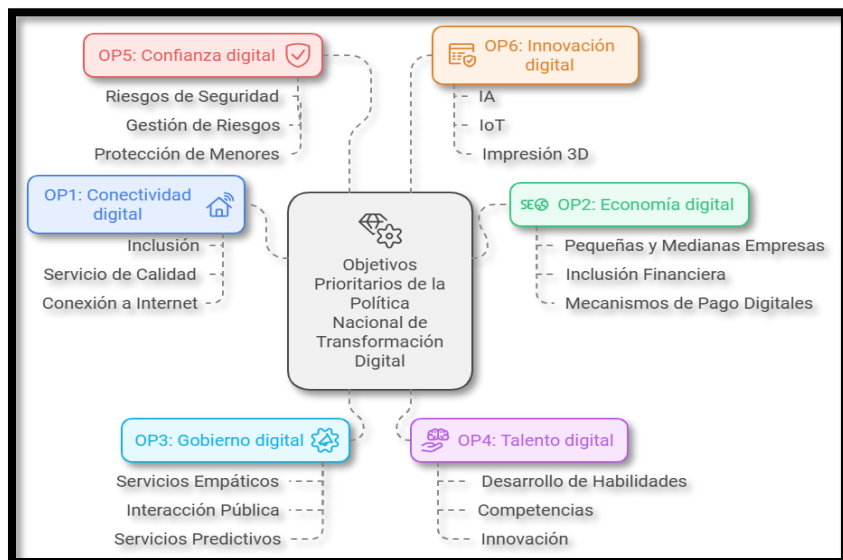 OP5: Confianza digital
Riesgos de Seguridad
Gestión de Riesgos
Protección de Menores
OP6: Innovación
digital
IA
IoT
Impresión 3D
OP1: Conectividad
digital
Inclusión
Servicio de Calidad
Conexión a Internet
Objetivos
Prioritarios de la
Política
Nacional de
Transformación
Digital
SEO
OP2: Economía digital
Pequeñas y Medianas Empresas
Inclusión Financiera
Mecanismos de Pago Digitales
OP3: Gobierno digital
Servicios Empáticos
Interacción Pública
Servicios Predictivos
OP4: Talento digital
Desarrollo de Habilidades
Competencias
Innovación